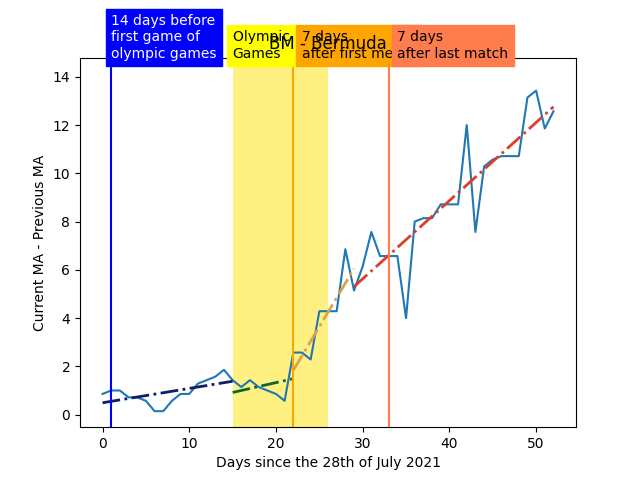 14 days before
first game of
olympic games
Olympic
Games
7 days
after first me
7 days
after last match
BM - Bermuda
Current MA - Previous MA
14
12
10
8
6
4
2
0
0 10 20 30 40 50
Days since the 28th of July 2021